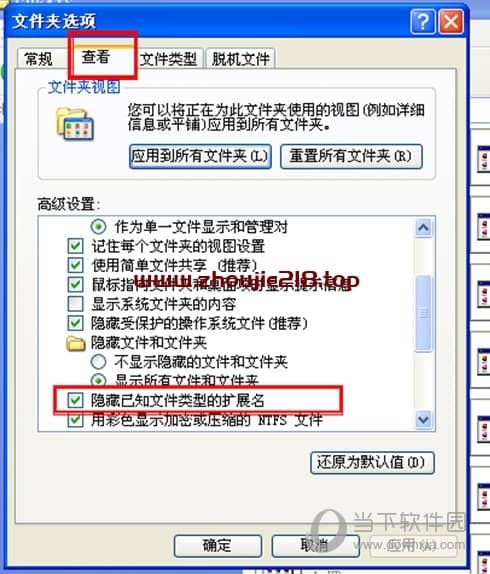 文件夹选项
常规 查看 文件类型 脱机文件
文件夹视图
您可以将正在为此文件夹使用的视图(例如详细
信息或平铺)应用到所有文件夹。
应用到所有文件夹(L) 重置所有文件夹(R)
高级设置:
作为单一文件显示和管理对
记住每个文件夹的视图设置
使用简单文件共享 (推荐)
鼠标指向文件夹和桌面项时显示提示信息
www.zhoujie218.top
显示系统文件夹的内容
隐藏受保护的操作系统文件(推荐)
隐藏文件和文件夹
不显示隐藏的文件和文件夹
显示所有文件和文件夹
隐藏已知文件类型的扩展名
用彩色显示加密或压缩的 NTFS 文件
还原为默认值(D)
当下软件园
确定 取消 应用(A)